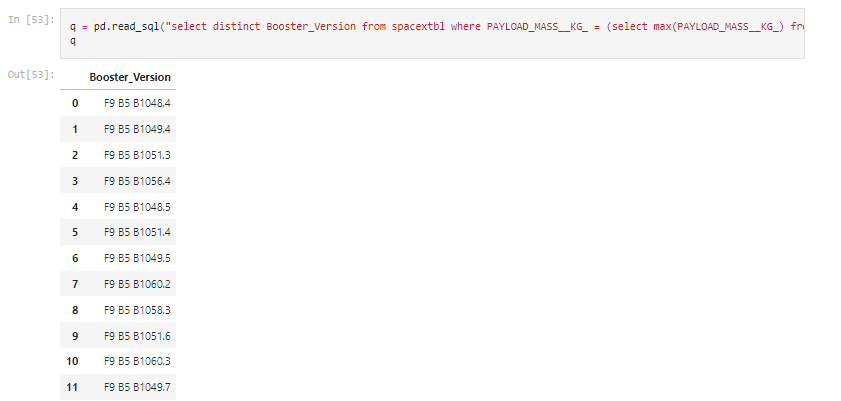 In [53]:
q = pd.read_sql("select distinct Booster_Version from spacextbl where PAYLOAD_MASS__KG_ = (select max(PAYLOAD_MASS__KG_) fro
q
Out[53]:
Booster_Version
0 F9 B5 B1048.4
1 F9 B5 B1049.4
2 F9 B5 B1051.3
3 F9 B5 B1056.4
4 F9 B5 B1048.5
5 F9 B5 B1051.4
6 F9 B5 B1049.5
7 F9 B5 B1060.2
8 F9 B5 B1058.3
9 F9 B5 B1051.6
10 F9 B5 B1060.3
11 F9 B5 B1049.7